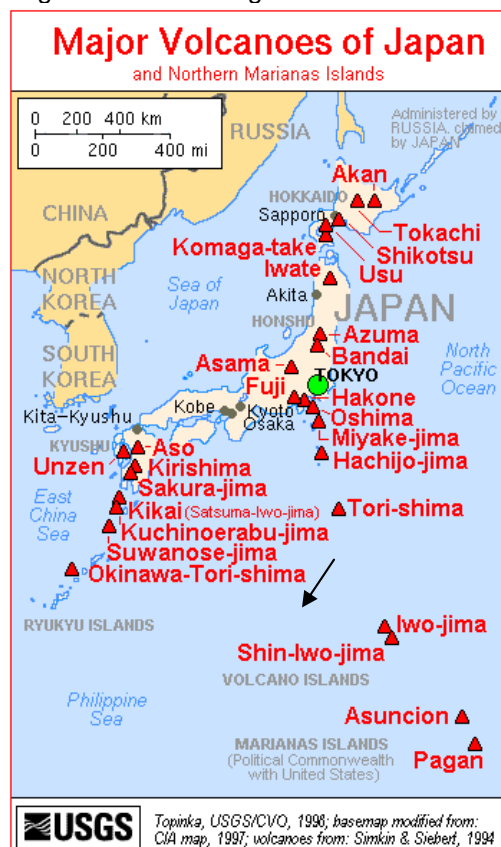 Major Volcanoes of Japan
and Northern Marianas Islands
0 200 400 km
0 200 400 mi
RUSSIA
Administered by
RUSSIA, claimed
by JAPAN
CHINA
HOKKAIDO
Akan
Sapporo
Tokachi
Shikotsu
Usu
Komaga-take
Iwate
NORTH
KOREA
Sea of
Japan
Akita
JAPAN
HONSHU
SOUTH
KOREA
Azuma
Bandai
North
Pacific
Ocean
Asama
TOKYO
Fuji
Hakone
Kobe
Kyoto
Osaka
Oshima
Kita-Kyushu
Miyake-jima
KYUSHU
Aso
Hachijo-jima
Unzen
Kirishima
Sakura-jima
East
China
Sea
Kikai (Satsuma-Iwo-jima)
Tori-shima
Kuchinoerabu-jima
Suwanose-jima
Okinawa-Tori-shima
RYUKYU ISLANDS
Iwo-jima
Shin-Iwo-jima
VOLCANO ISLANDS
Philippine
Sea
Asuncion
MARIANAS ISLANDS
(Political Commonwealth
with United States)
Pagan
USGS
Topinka, USGS/CVO, 1998; basemap modified from:
CIA map, 1997; volcanoes from: Simkin & Siebert, 1994